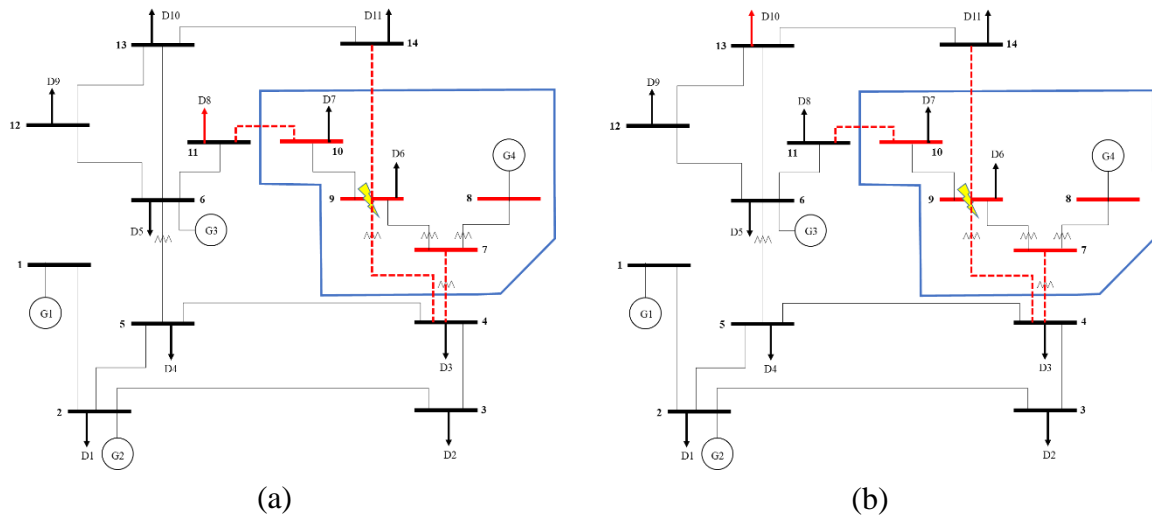 D10 D11
13 14
D9
D8 D7
12
11 10 D6 G4
9 8
6
D5 G3 7
1
G1 5 4
D4 D3
2 3
D1 G2 D2
(a)
D10 D11
13 14
D9
D8 D7
12
11 10 D6 G4
9 8
6
D5 G3 7
1
G1 5 4
D4 D3
2 3
D1 G2 D2
(b)